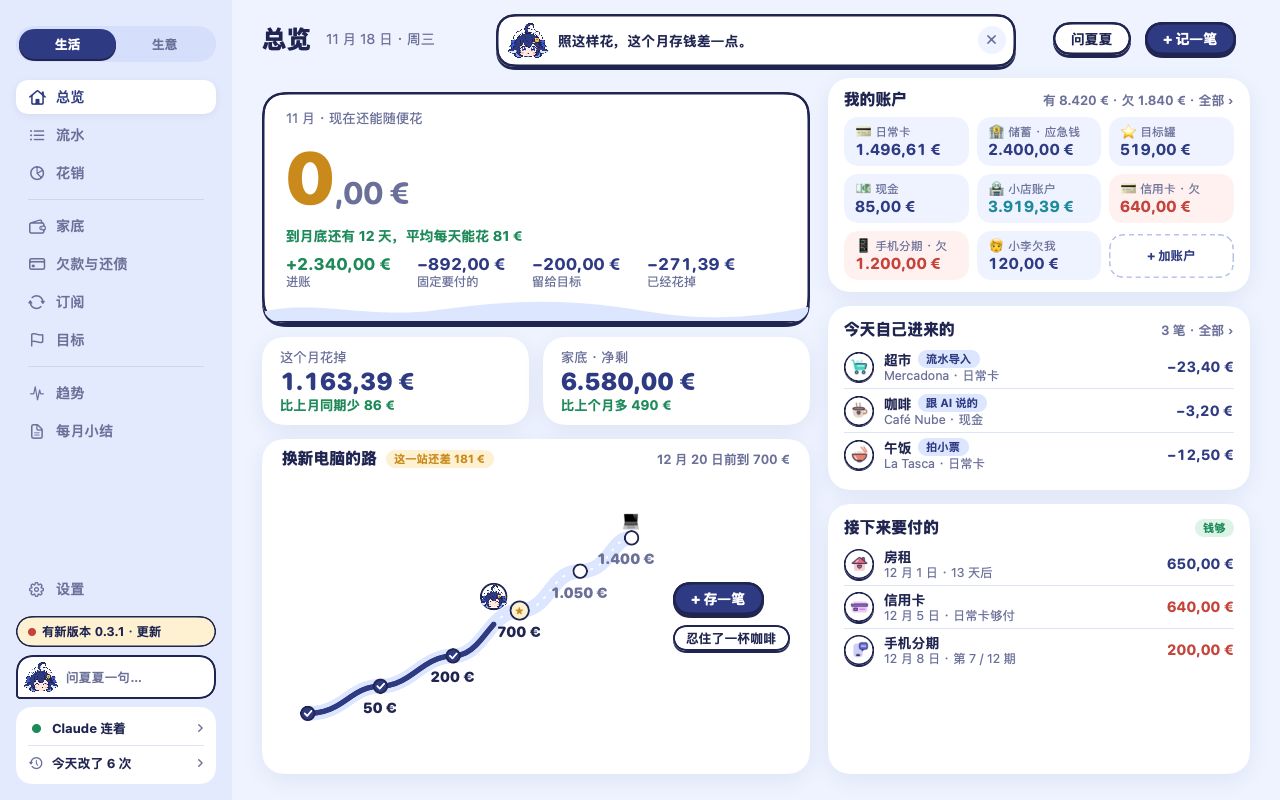 生活
生意
总览
流水
花销
家底
欠款与还债
订阅
目标
趋势
每月小结
设置
有新版本 0.3.1 · 更新
问夏夏一句...
Claude 连着
今天改了 6 次
总览
11 月 18 日 · 周三
照这样花，这个月存钱差一点。
问夏夏
+ 记一笔
11 月 · 现在还能随便花
0,00 €
到月底还有 12 天，平均每天能花 81 €
+2.340,00 €
进账
−892,00 €
固定要付的
−200,00 €
留给目标
−271,39 €
已经花掉
这个月花掉
1.163,39 €
比上月同期少 86 €
家底 · 净剩
6.580,00 €
比上个月多 490 €
换新电脑的路
这一站还差 181 €
12 月 20 日前到 700 €
1.400 €
1.050 €
700 €
200 €
50 €
+ 存一笔
忍住了一杯咖啡
我的账户
有 8.420 € · 欠 1.840 € · 全部 ›
日常卡
1.496,61 €
储蓄 · 应急钱
2.400,00 €
目标罐
519,00 €
现金
85,00 €
小店账户
3.919,39 €
信用卡 · 欠
640,00 €
手机分期 · 欠
1.200,00 €
小李欠我
120,00 €
+ 加账户
今天自己进来的
3 笔 · 全部 ›
超市 流水导入
Mercadona · 日常卡
−23,40 €
咖啡 跟 AI 说的
Café Nube · 现金
−3,20 €
午饭 拍小票
La Tasca · 日常卡
−12,50 €
接下来要付的
钱够
房租
12 月 1 日 · 13 天后
650,00 €
信用卡
12 月 5 日 · 日常卡够付
640,00 €
手机分期
12 月 8 日 · 第 7 / 12 期
200,00 €